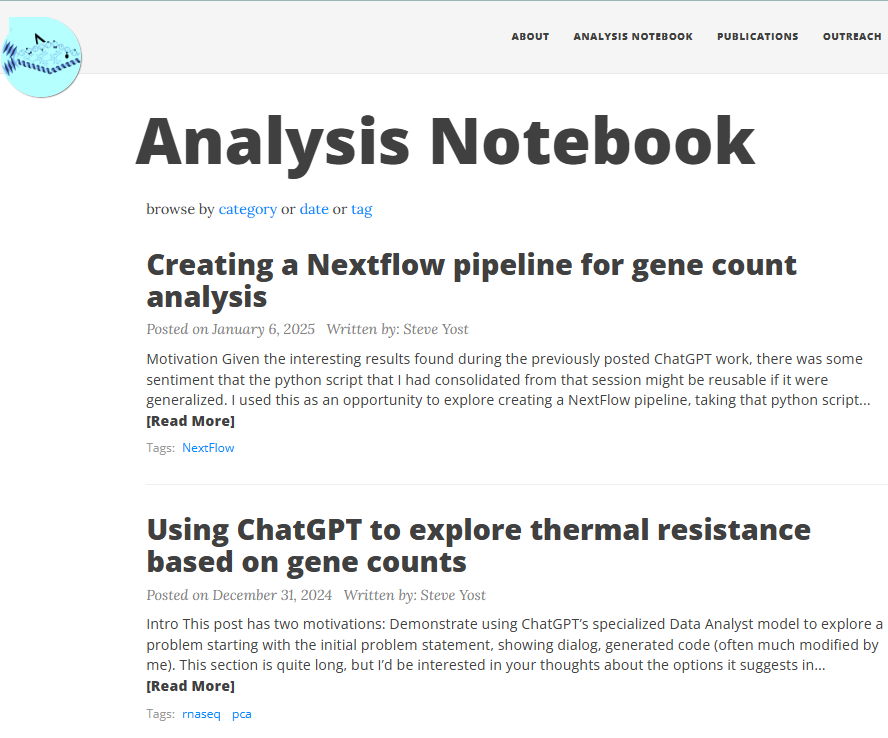 ABOUT ANALYSIS NOTEBOOK PUBLICATIONS OUTREACH
Analysis Notebook
browse by category or date or tag
Creating a Nextflow pipeline for gene count
analysis
Posted on January 6, 2025 Written by: Steve Yost
Motivation Given the interesting results found during the previously posted ChatGPT work, there was some
sentiment that the python script that I had consolidated from that session might be reusable if it were
generalized. I used this as an opportunity to explore creating a NextFlow pipeline, taking that python script...
[Read More]
Tags: NextFlow
Using ChatGPT to explore thermal resistance
based on gene counts
Posted on December 31, 2024 Written by: Steve Yost
Intro This post has two motivations: Demonstrate using ChatGPT’s specialized Data Analyst model to explore a
problem starting with the initial problem statement, showing dialog, generated code (often much modified by
me). This section is quite long, but I’d be interested in your thoughts about the options it suggests in...
[Read More]
Tags: rnaseq pca